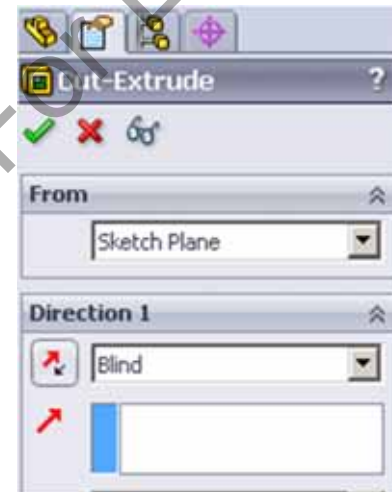 Cut-Extrude ?
From
Sketch Plane
Direction 1
Blind